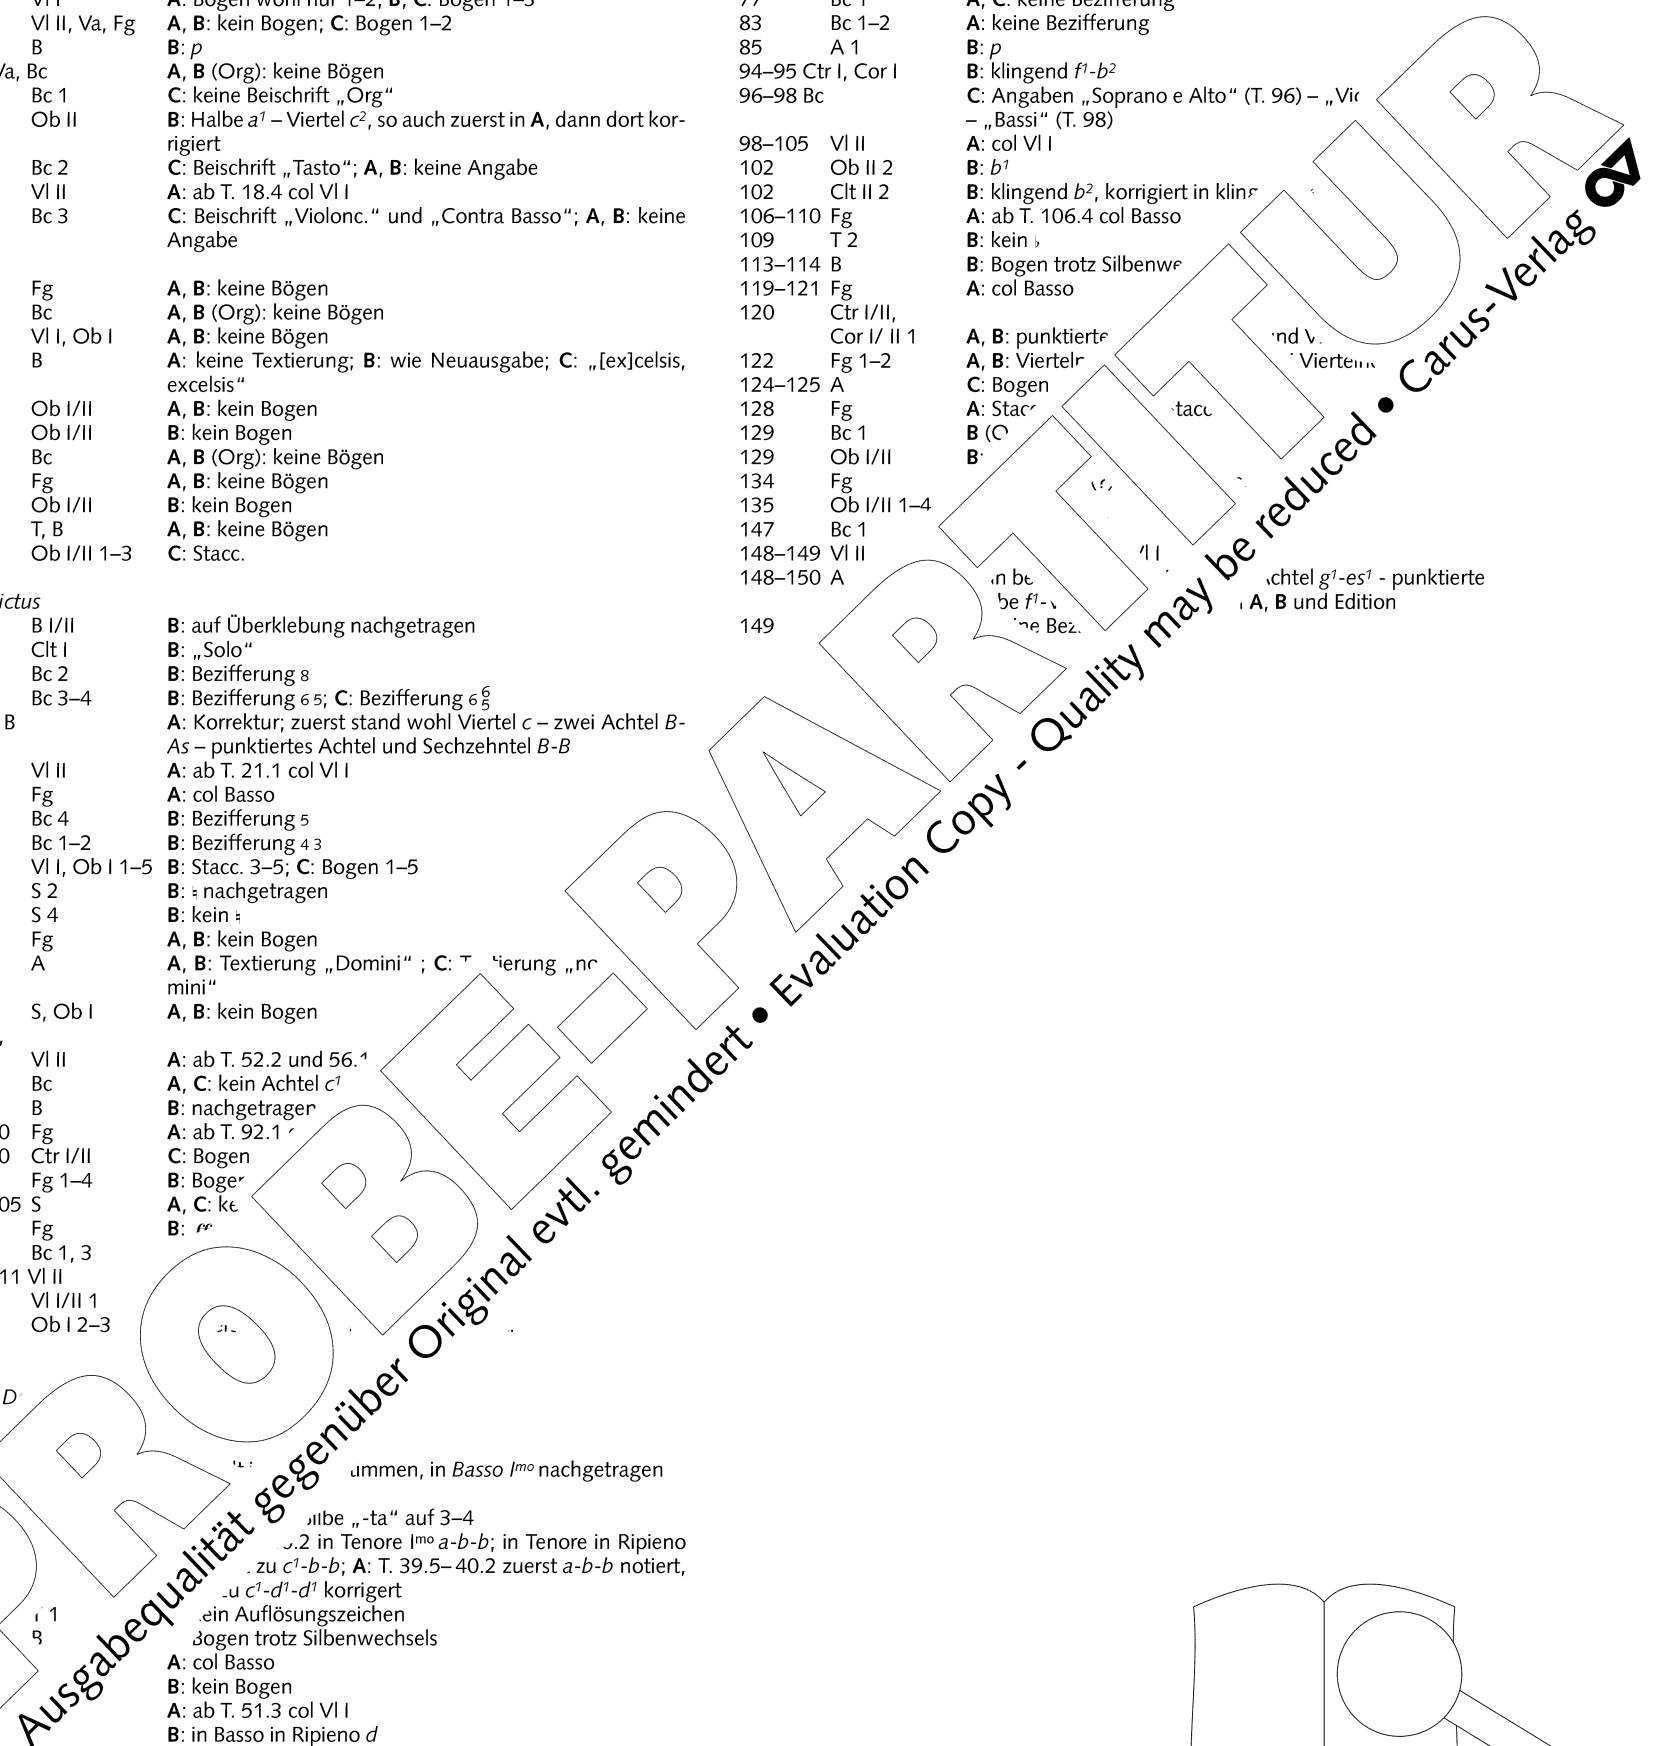 Vl II, Va, Fg A, B: kein Bogen; C: Bogen 1–2
B B: p
Bc A, B (Org): keine Bögen
Bc 1 C: keine Beischrift „Org“
Ob II B: Halbe a¹ – Viertel c², so auch zuerst in A, dann dort kor-
rigiert
Bc 2 C: Beischrift „Tasto“; A, B: keine Angabe
Vl II A: ab T. 18.4 col Vl I
Bc 3 C: Beischrift „Violonc.“ und „Contra Basso“; A, B: keine
Angabe
Fg A, B: keine Bögen
Bc A, B (Org): keine Bögen
Vl I, Ob I A, B: keine Bögen
B A: keine Textierung; B: wie Neuausgabe; C: „[ex]celsis,
excelsis“
Ob I/II A, B: kein Bogen
Ob I/II B: kein Bogen
Bc A, B (Org): keine Bögen
Fg A, B: keine Bögen
Ob I/II B: kein Bogen
T, B A, B: keine Bögen
Ob I/II 1–3 C: Stacc.
B I/II B: auf Überklebung nachgetragen
Clt I B: „Solo“
Bc 2 B: Bezifferung 8
Bc 3–4 B: Bezifferung 6 5; C: Bezifferung 6 6 5
B A: Korrektur; zuerst stand wohl Viertel c – zwei Achtel B-
As – punktiertes Achtel und Sechzehntel B-B
Vl II A: ab T. 21.1 col Vl I
Fg A: col Basso
Bc 4 B: Bezifferung 5
Bc 1–2 B: Bezifferung 4 3
Vl I, Ob I 1–5 B: Stacc. 3–5; C: Bogen 1–5
S 2 B: ♮ nachgetragen
S 4 B: kein ♮
Fg A, B: kein Bogen
A A, B: Textierung „Domini“ ; C:
mini“
S, Ob I A, B: kein Bogen
Vl II A: ab T. 52.2 und
Bc A, C: kein Achtel c¹
B B: nachgetragen
Fg A: ab T. 92.1
Ctr I/II C: Bogen
Fg 1–4 B:
S A, C:
Fg B:
Bc 1, 3
11 Vl II
Vl I/II 1
Ob I 2–3
in Basso Iᵐᵒ nachgetragen
„-ta“ auf 3–4
in Tenore Iᵐᵒ a-b-b; in Tenore in Ripieno
zu c¹-b-b; A: T. 39.5–40.2 zuerst a-b-b notiert,
c¹-d¹-d¹ korrigert
Auflösungszeichen
Bogen trotz Silbenwechsels
A: col Basso
B: kein Bogen
A: ab T. 51.3 col Vl I
B: in Basso in Ripieno d
83 Bc 1–2 A: keine Bezifferung
85 A 1 B: p
94–95 Ctr I, Cor I B: klingend f¹-b²
96–98 Bc C: Angaben „Soprano e Alto“ (T. 96) –
– „Bassi“ (T. 98)
98–105 Vl II A: col Vl I
102 Ob II 2 B: b¹
102 Clt II 2 B: klingend b², korrigiert in
106–110 Fg A: ab T. 106.4 col Basso
109 T 2 B: kein ♭
113–114 B B: Bogen trotz
119–121 Fg A: col Basso
120 Ctr I/II,
Cor I/ II 1 A, B:
122 Fg 1–2 A, B:
124–125 A C: Bogen
128 Fg A:
129 Bc 1 B
129 Ob I/II B:
134 Fg
135 Ob I/II 1–4
147 Bc 1
148–149 Vl II
148–150 A g¹-es¹ - punktierte
A, B und Edition
149
PROBE-PARTITUR
Ausgabequalität gegenüber Original evtl. gemindert • Evaluation Copy - Quality may be reduced • Carus-Verlag